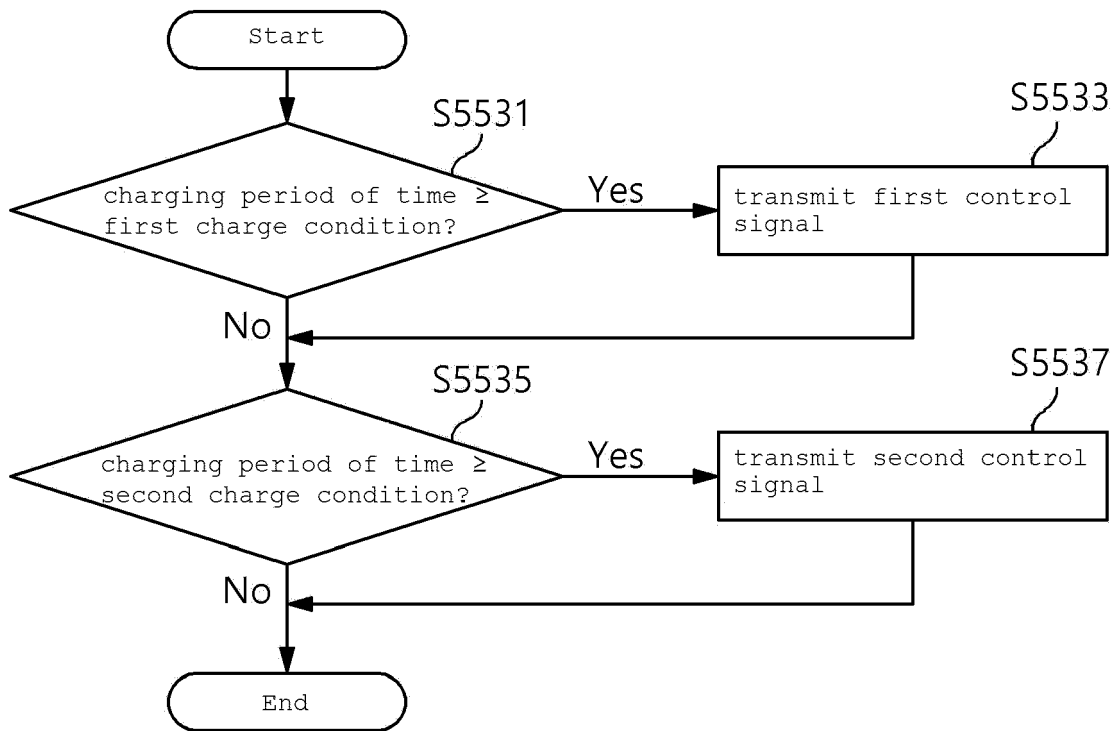 Start
S5531
S5533
charging period of time ≥
first charge condition?
Yes
transmit first control
signal
No
S5535
S5537
charging period of time ≥
second charge condition?
Yes
transmit second control
signal
No
End